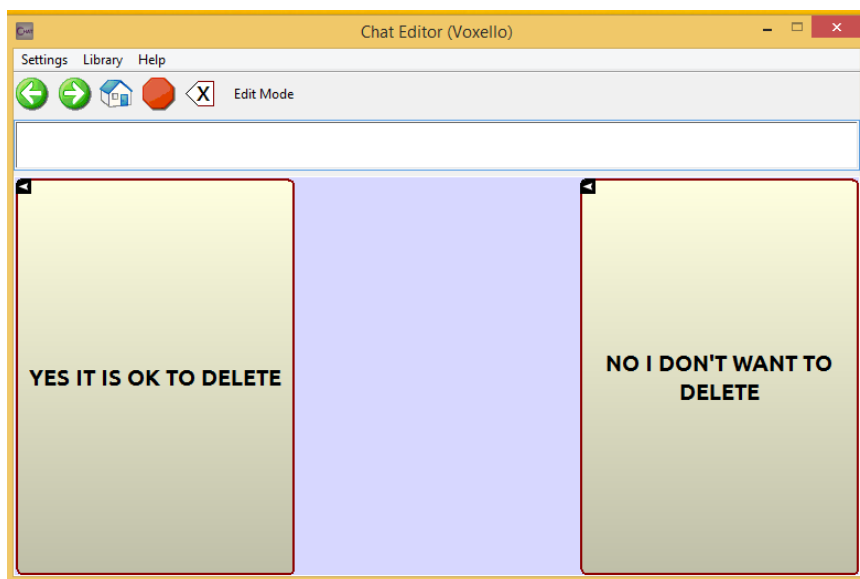 Chat Editor (Voxello)
Settings Library Help
X Edit Mode
YES IT IS OK TO DELETE
NO I DON'T WANT TO
DELETE